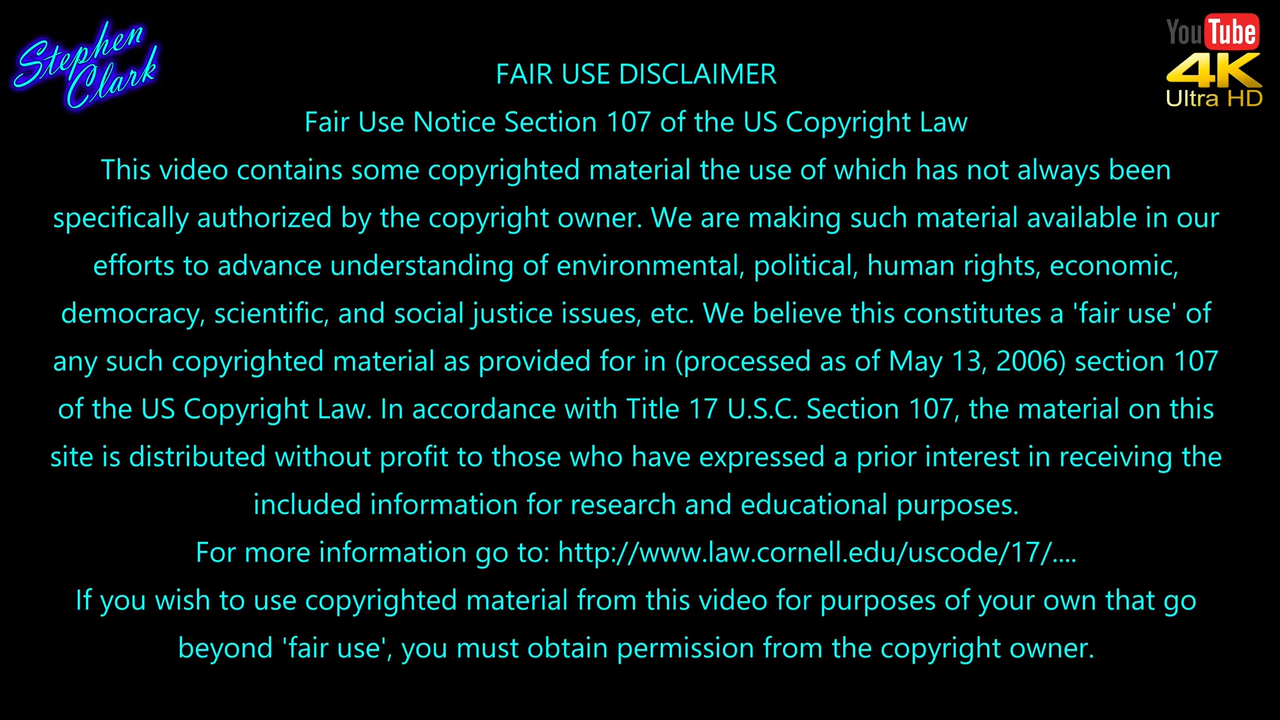 Stephen
Clark
YouTube
4K
Ultra HD
FAIR USE DISCLAIMER
Fair Use Notice Section 107 of the US Copyright Law
This video contains some copyrighted material the use of which has not always been
specifically authorized by the copyright owner. We are making such material available in our
efforts to advance understanding of environmental, political, human rights, economic,
democracy, scientific, and social justice issues, etc. We believe this constitutes a 'fair use' of
any such copyrighted material as provided for in (processed as of May 13, 2006) section 107
of the US Copyright Law. In accordance with Title 17 U.S.C. Section 107, the material on this
site is distributed without profit to those who have expressed a prior interest in receiving the
included information for research and educational purposes.
For more information go to: http://www.law.cornell.edu/uscode/17/....
If you wish to use copyrighted material from this video for purposes of your own that go
beyond 'fair use', you must obtain permission from the copyright owner.